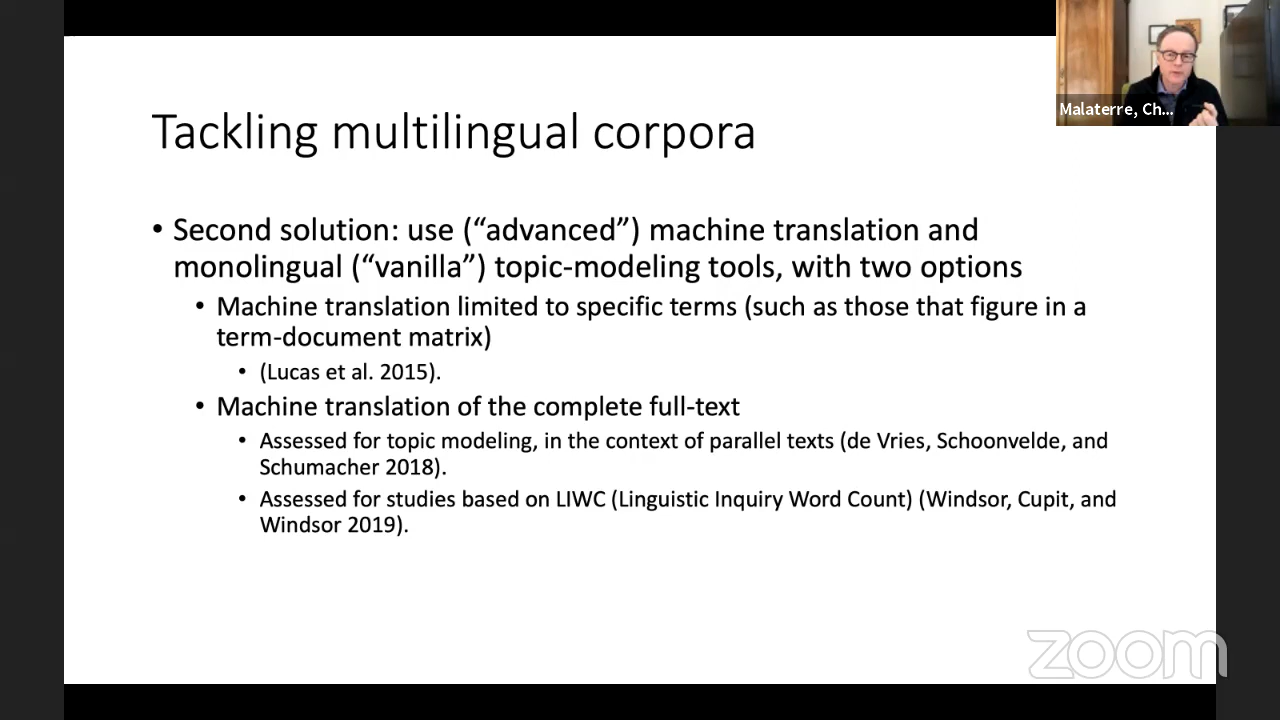 Malaterre, Ch...
Tackling multilingual corpora
• Second solution: use (“advanced”) machine translation and
monolingual (“vanilla”) topic-modeling tools, with two options
• Machine translation limited to specific terms (such as those that figure in a
term-document matrix)
• (Lucas et al. 2015).
• Machine translation of the complete full-text
• Assessed for topic modeling, in the context of parallel texts (de Vries, Schoonvelde, and
Schumacher 2018).
• Assessed for studies based on LIWC (Linguistic Inquiry Word Count) (Windsor, Cupit, and
Windsor 2019).
zoom